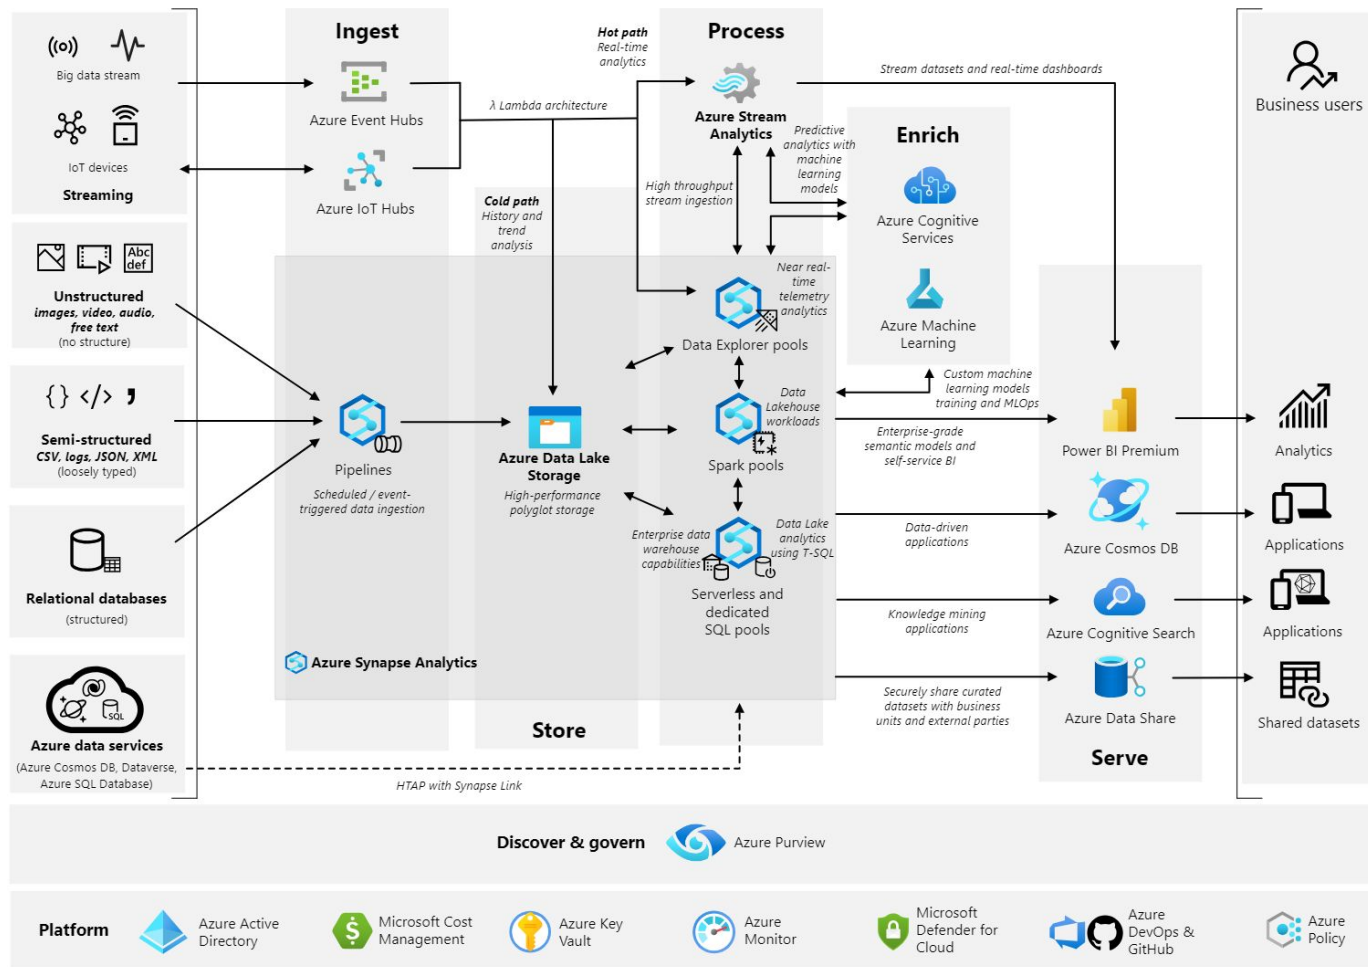 Ingest
Process
Hot path
Real-time
analytics
Big data stream
IoT devices
Streaming
Azure Event Hubs
Azure IoT Hubs
λ Lambda architecture
Cold path
History and
trend
analysis
Azure Stream
Analytics
High throughput
stream ingestion
Predictive
analytics with
machine
learning
models
Stream datasets and real-time dashboards
Enrich
Azure Cognitive
Services
Azure Machine
Learning
Business users
Abc
def
Unstructured
images, video, audio,
free text
(no structure)
{} </> ,
Semi-structured
CSV, logs, JSON, XML
(loosely typed)
Relational databases
(structured)
SQL
Azure data services
(Azure Cosmos DB, Dataverse,
Azure SQL Database)
Pipelines
Scheduled / event-
triggered data ingestion
Azure Data Lake
Storage
High-performance
polyglot storage
Near real-
time
telemetry
analytics
Data Explorer pools
Data
Lakehouse
workloads
Spark pools
Enterprise data
warehouse
capabilities
Data Lake
analytics
using T-SQL
Serverless and
dedicated
SQL pools
Azure Synapse Analytics
Store
HTAP with Synapse Link
Custom machine
learning models
training and MLOps
Enterprise-grade
semantic models and
self-service BI
Data-driven
applications
Knowledge mining
applications
Securely share curated
datasets with business
units and external parties
Power BI Premium
Azure Cosmos DB
Azure Cognitive Search
Azure Data Share
Serve
Analytics
Applications
Applications
Shared datasets
Discover & govern
Azure Purview
Platform
Azure Active
Directory
Microsoft Cost
Management
Azure Key
Vault
Azure
Monitor
Microsoft
Defender for
Cloud
Azure
DevOps &
GitHub
Azure
Policy